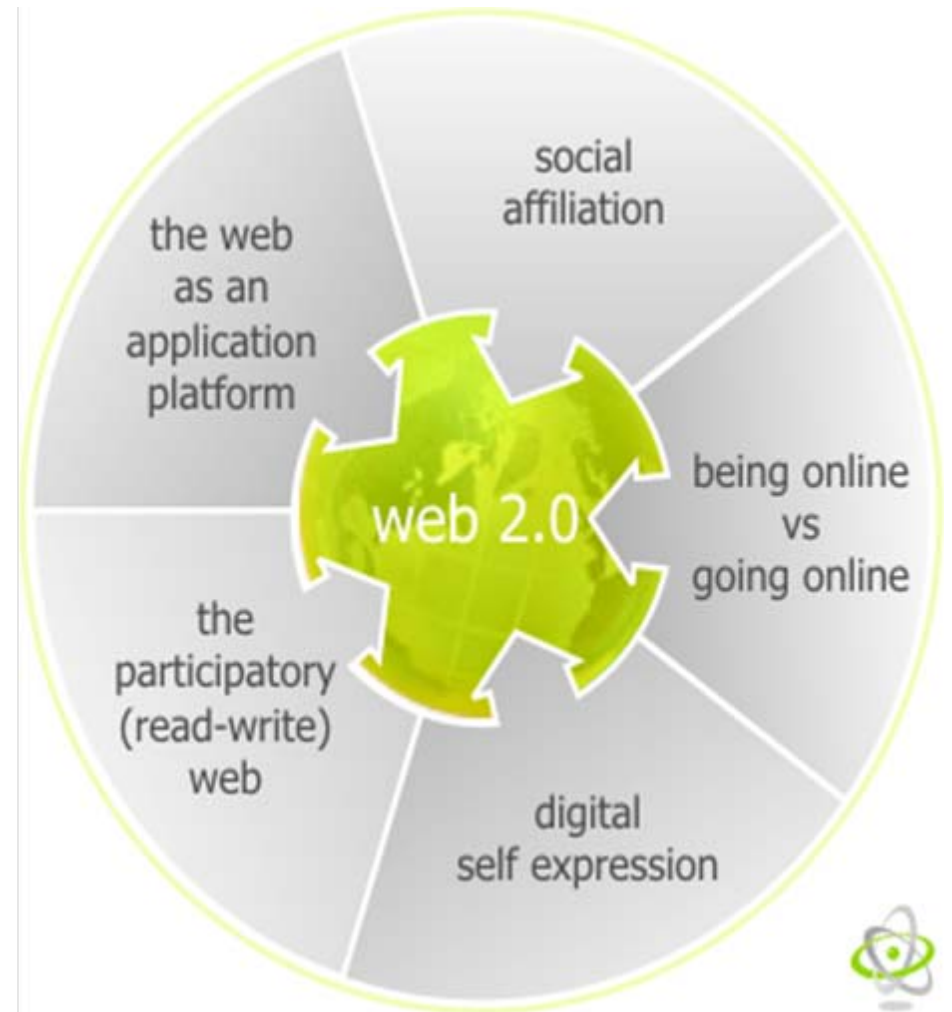 social
affiliation
the web
as an
application
platform
being online
vs
going online
web 2.0
the
participatory
(read-write)
web
digital
self expression